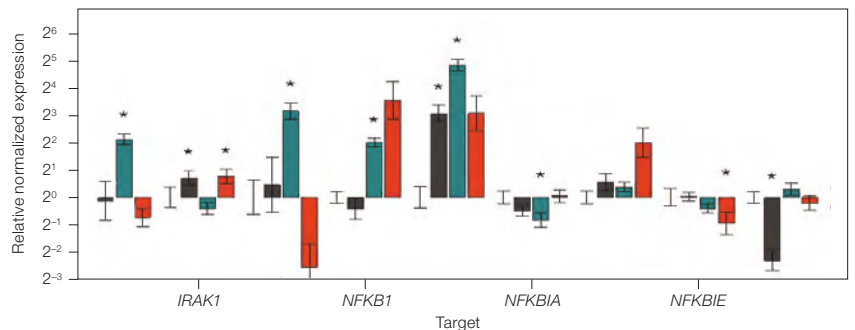 Relative normalized expression
2⁶
2⁵
2⁴
2³
2²
2¹
2⁰
2⁻¹
2⁻²
2⁻³
* * * * * * * * * *
IRAK1 NFKB1 NFKBIA NFKBIE
Target